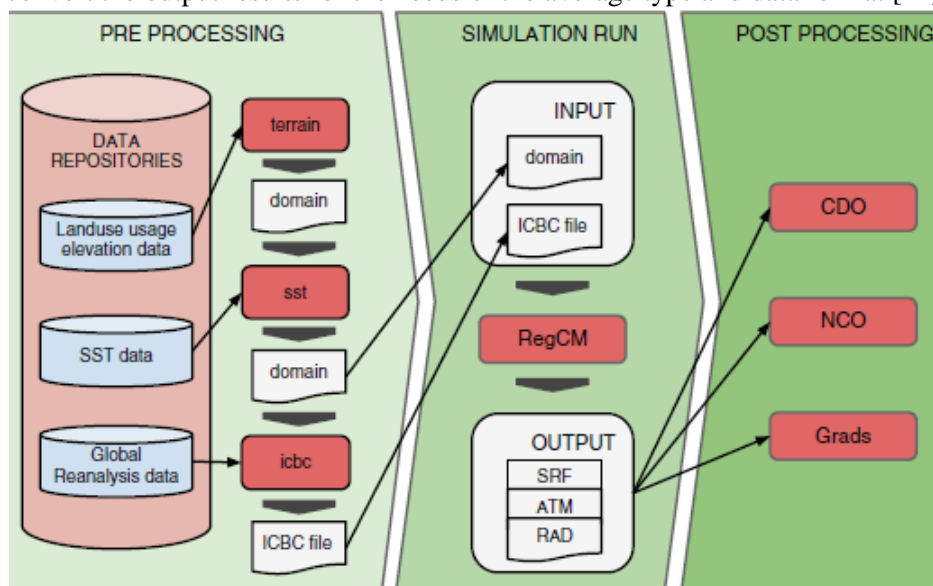 PRE PROCESSING
SIMULATION RUN
POST PROCESSING
DATA
REPOSITORIES
Landuse usage
elevation data
SST data
Global
Reanalysis data
terrain
domain
sst
domain
icbc
ICBC file
INPUT
domain
ICBC file
RegCM
OUTPUT
SRF
ATM
RAD
CDO
NCO
Grads